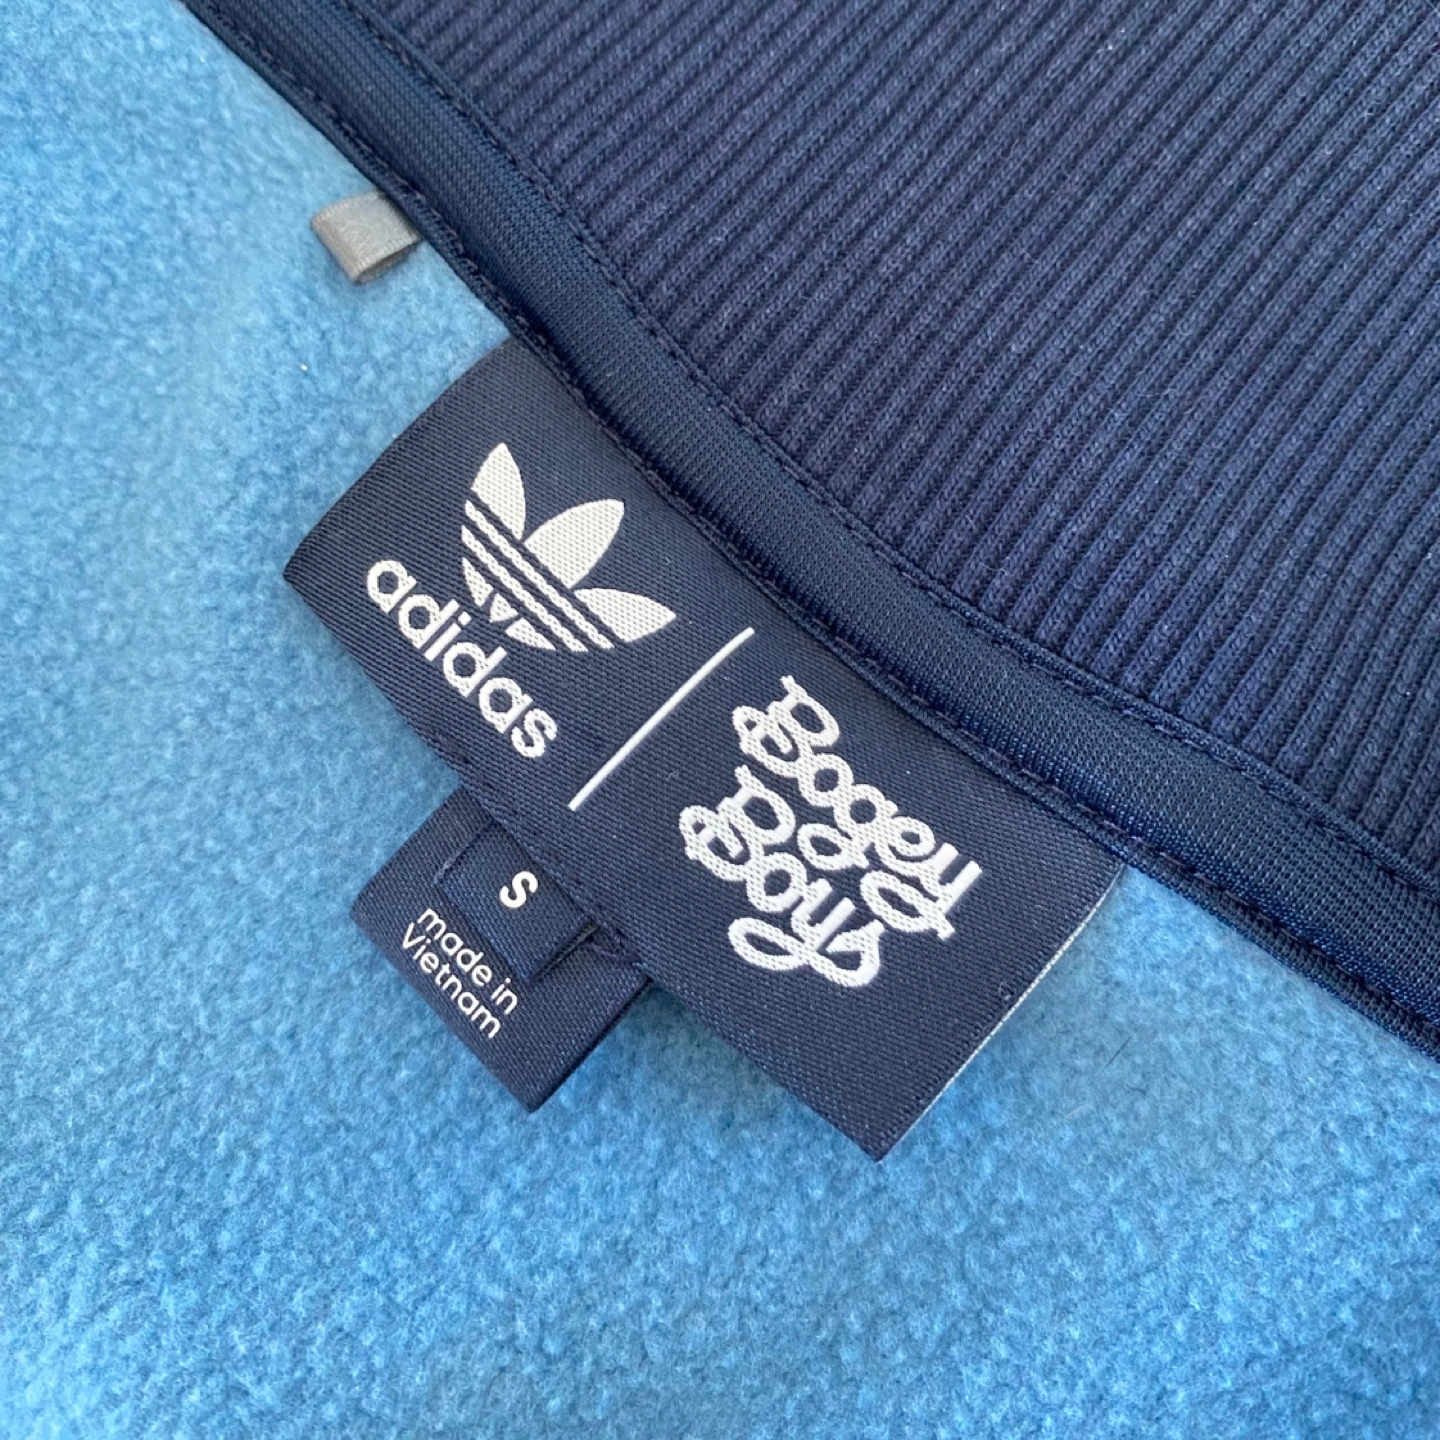 adidas
Bogey
Boys
S
made in
Vietnam